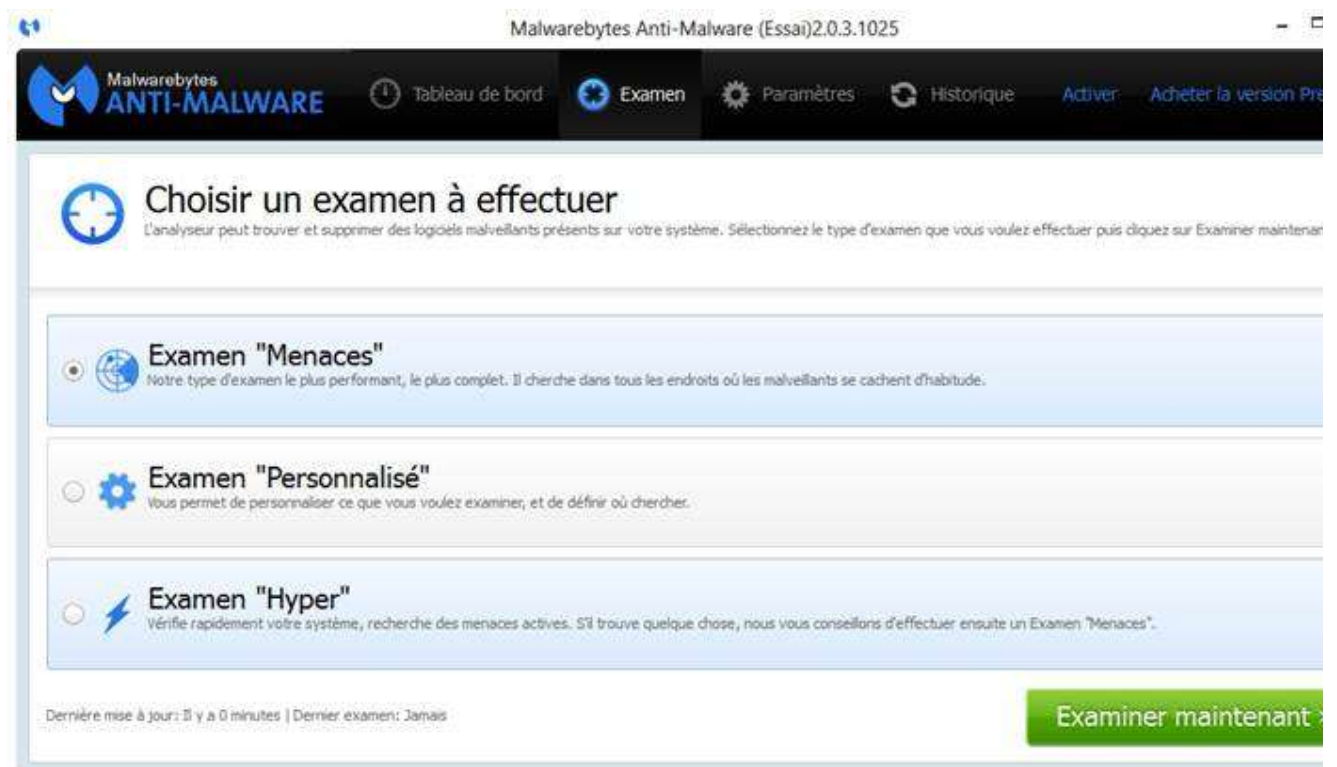 Malwarebytes Anti-Malware (Essai)2.0.3.1025
Malwarebytes
ANTI-MALWARE
Tableau de bord
Examen
Paramètres
Historique
Activer
Acheter la version Pre
Choisir un examen à effectuer
L'analyseur peut trouver et supprimer des logiciels malveillants présents sur votre système. Sélectionnez le type d'examen que vous voulez effectuer puis cliquez sur Examiner maintenan
Examen "Menaces"
Notre type d'examen le plus performant, le plus complet. Il cherche dans tous les endroits où les malveillants se cachent d'habitude.
Examen "Personnalisé"
Vous permet de personnaliser ce que vous voulez examiner, et de définir où chercher.
Examen "Hyper"
Vérifie rapidement votre système, recherche des menaces actives. S'il trouve quelque chose, nous vous conseillons d'effectuer ensuite un Examen "Menaces".
Dernière mise à jour: Il y a 0 minutes | Dernier examen: Jamais
Examiner maintenant